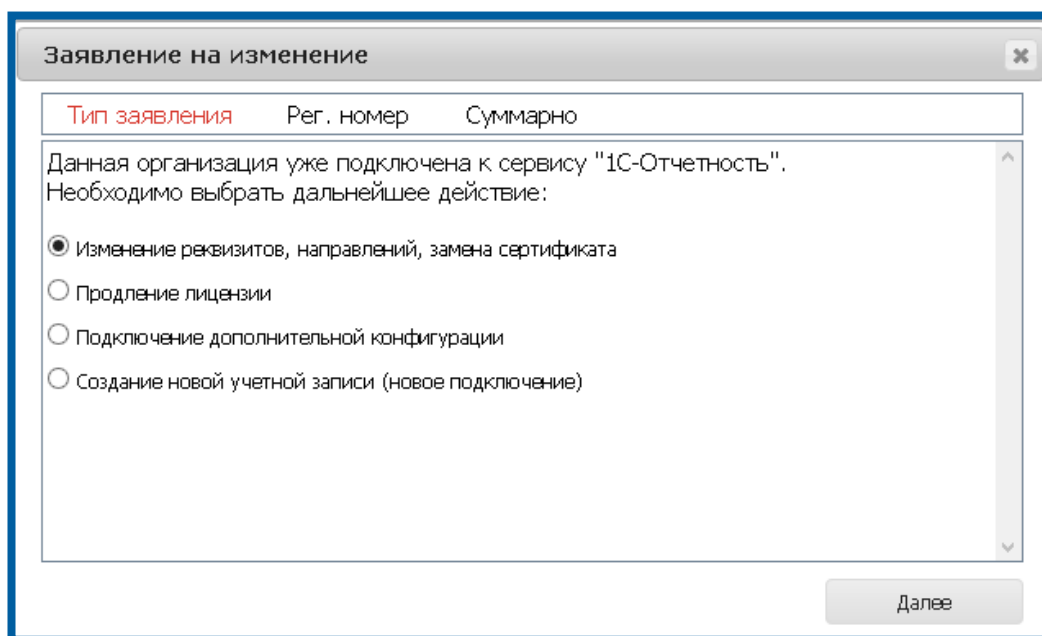 Заявление на изменение
Тип заявления Рег. номер Суммарно
Данная организация уже подключена к сервису "1С-Отчетность".
Необходимо выбрать дальнейшее действие:
Изменение реквизитов, направлений, замена сертификата
Продление лицензии
Подключение дополнительной конфигурации
Создание новой учетной записи (новое подключение)
Далее